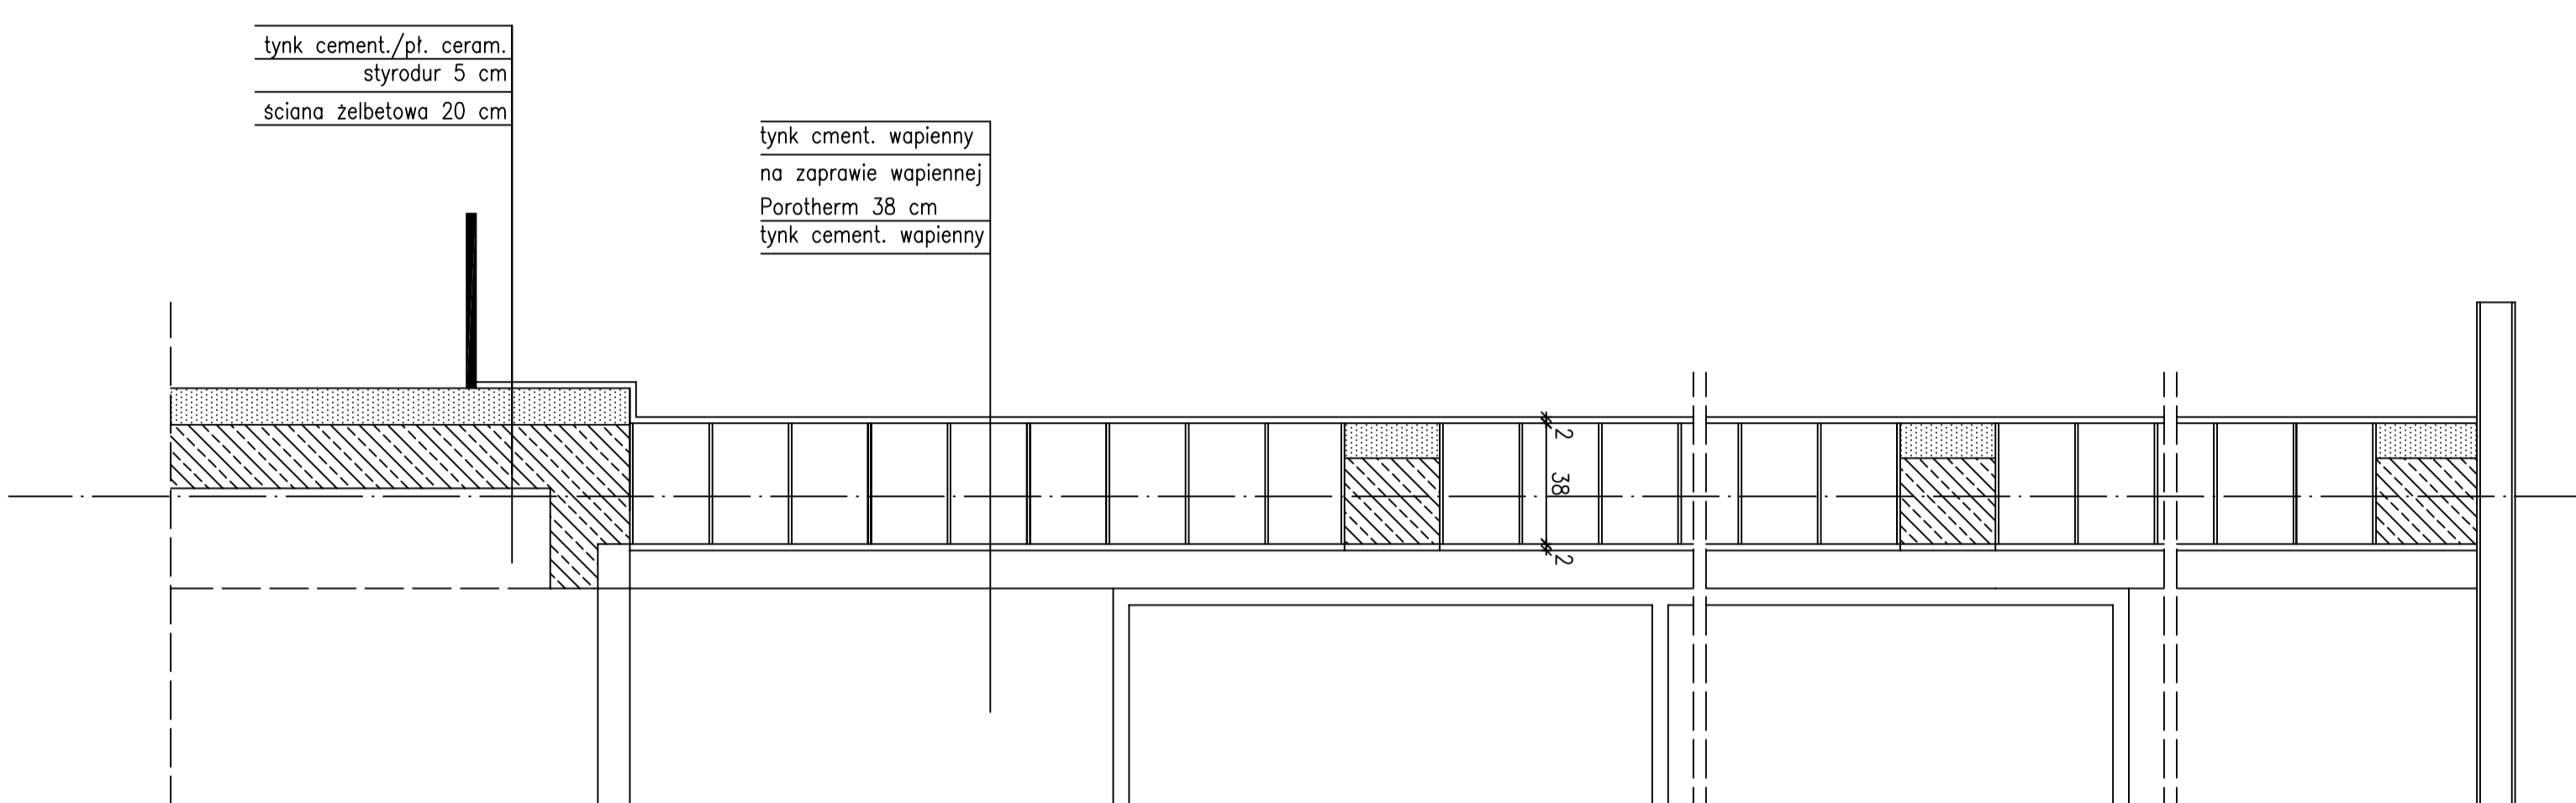 tynk cement./pł. ceram.
styrodur 5 cm
ściana żelbetowa 20 cm
tynk cment. wapienny
na zaprawie wapiennej
Porotherm 38 cm
tynk cement. wapienny
2
38
2